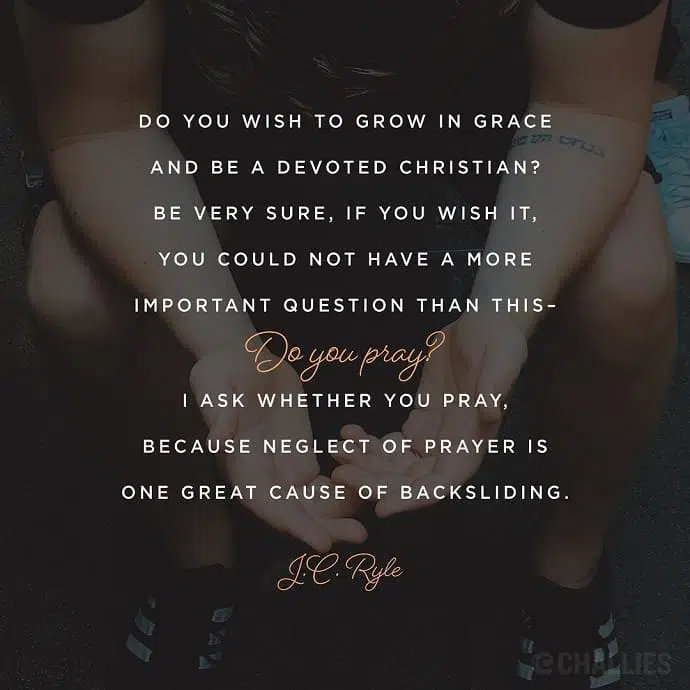 DO YOU WISH TO GROW IN GRACE
AND BE A DEVOTED CHRISTIAN?
BE VERY SURE, IF YOU WISH IT,
YOU COULD NOT HAVE A MORE
IMPORTANT QUESTION THAN THIS-
Do you pray?
I ASK WHETHER YOU PRAY,
BECAUSE NEGLECT OF PRAYER IS
ONE GREAT CAUSE OF BACKSLIDING.
J.C. Ryle
@CHALLIES